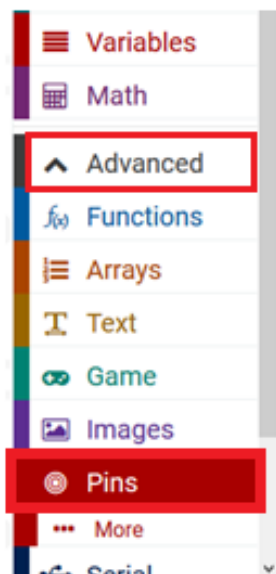 Variables
Math
Advanced
f(x) Functions
Arrays
T Text
Game
Images
Pins
More
Serial